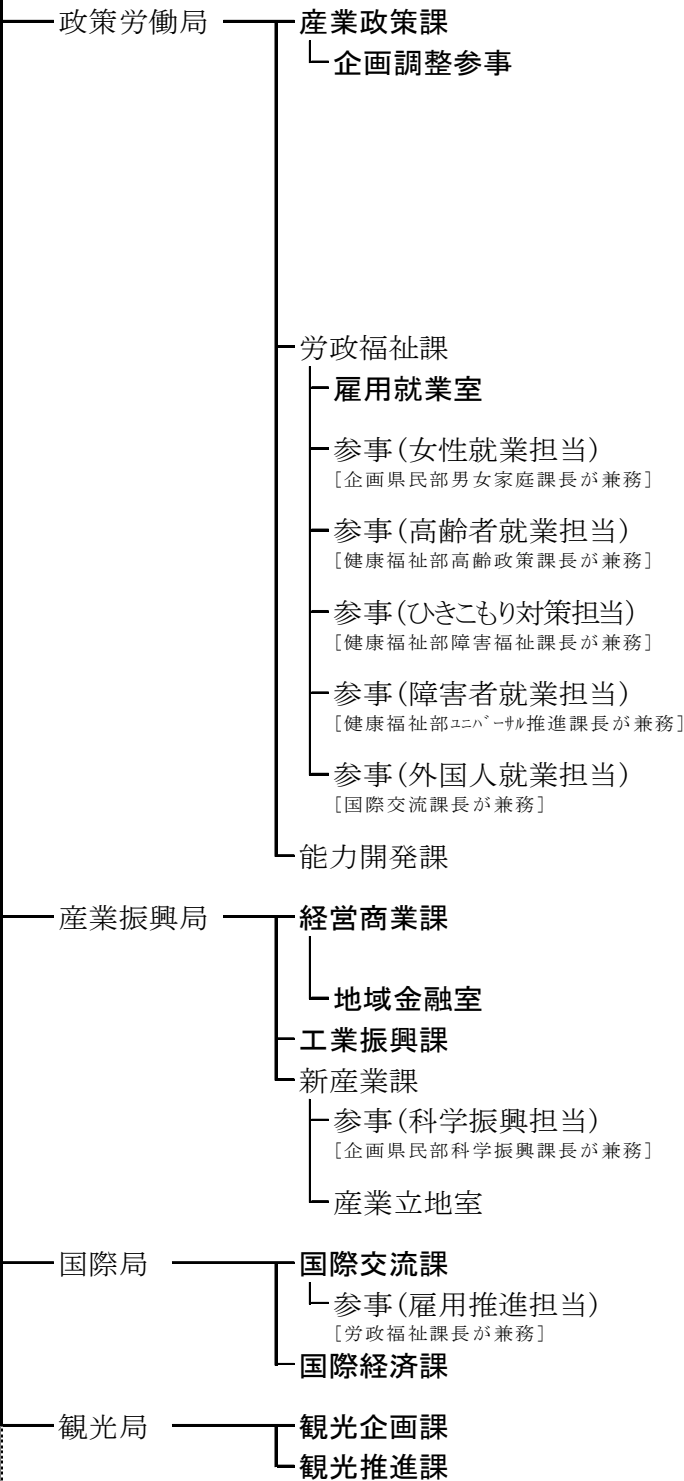 政策労働局 産業政策課
企画調整参事
労政福祉課
雇用就業室
参事(女性就業担当)
[企画県民部男女家庭課長が兼務]
参事(高齢者就業担当)
[健康福祉部高齢政策課長が兼務]
参事(ひきこもり対策担当)
[健康福祉部障害福祉課長が兼務]
参事(障害者就業担当)
[健康福祉部ﾕﾆﾊﾞｰｻﾙ推進課長が兼務]
参事(外国人就業担当)
[国際交流課長が兼務]
能力開発課
産業振興局 経営商業課
地域金融室
工業振興課
新産業課
参事(科学振興担当)
[企画県民部科学振興課長が兼務]
産業立地室
国際局 国際交流課
参事(雇用推進担当)
[労政福祉課長が兼務]
国際経済課
観光局 観光企画課
観光推進課